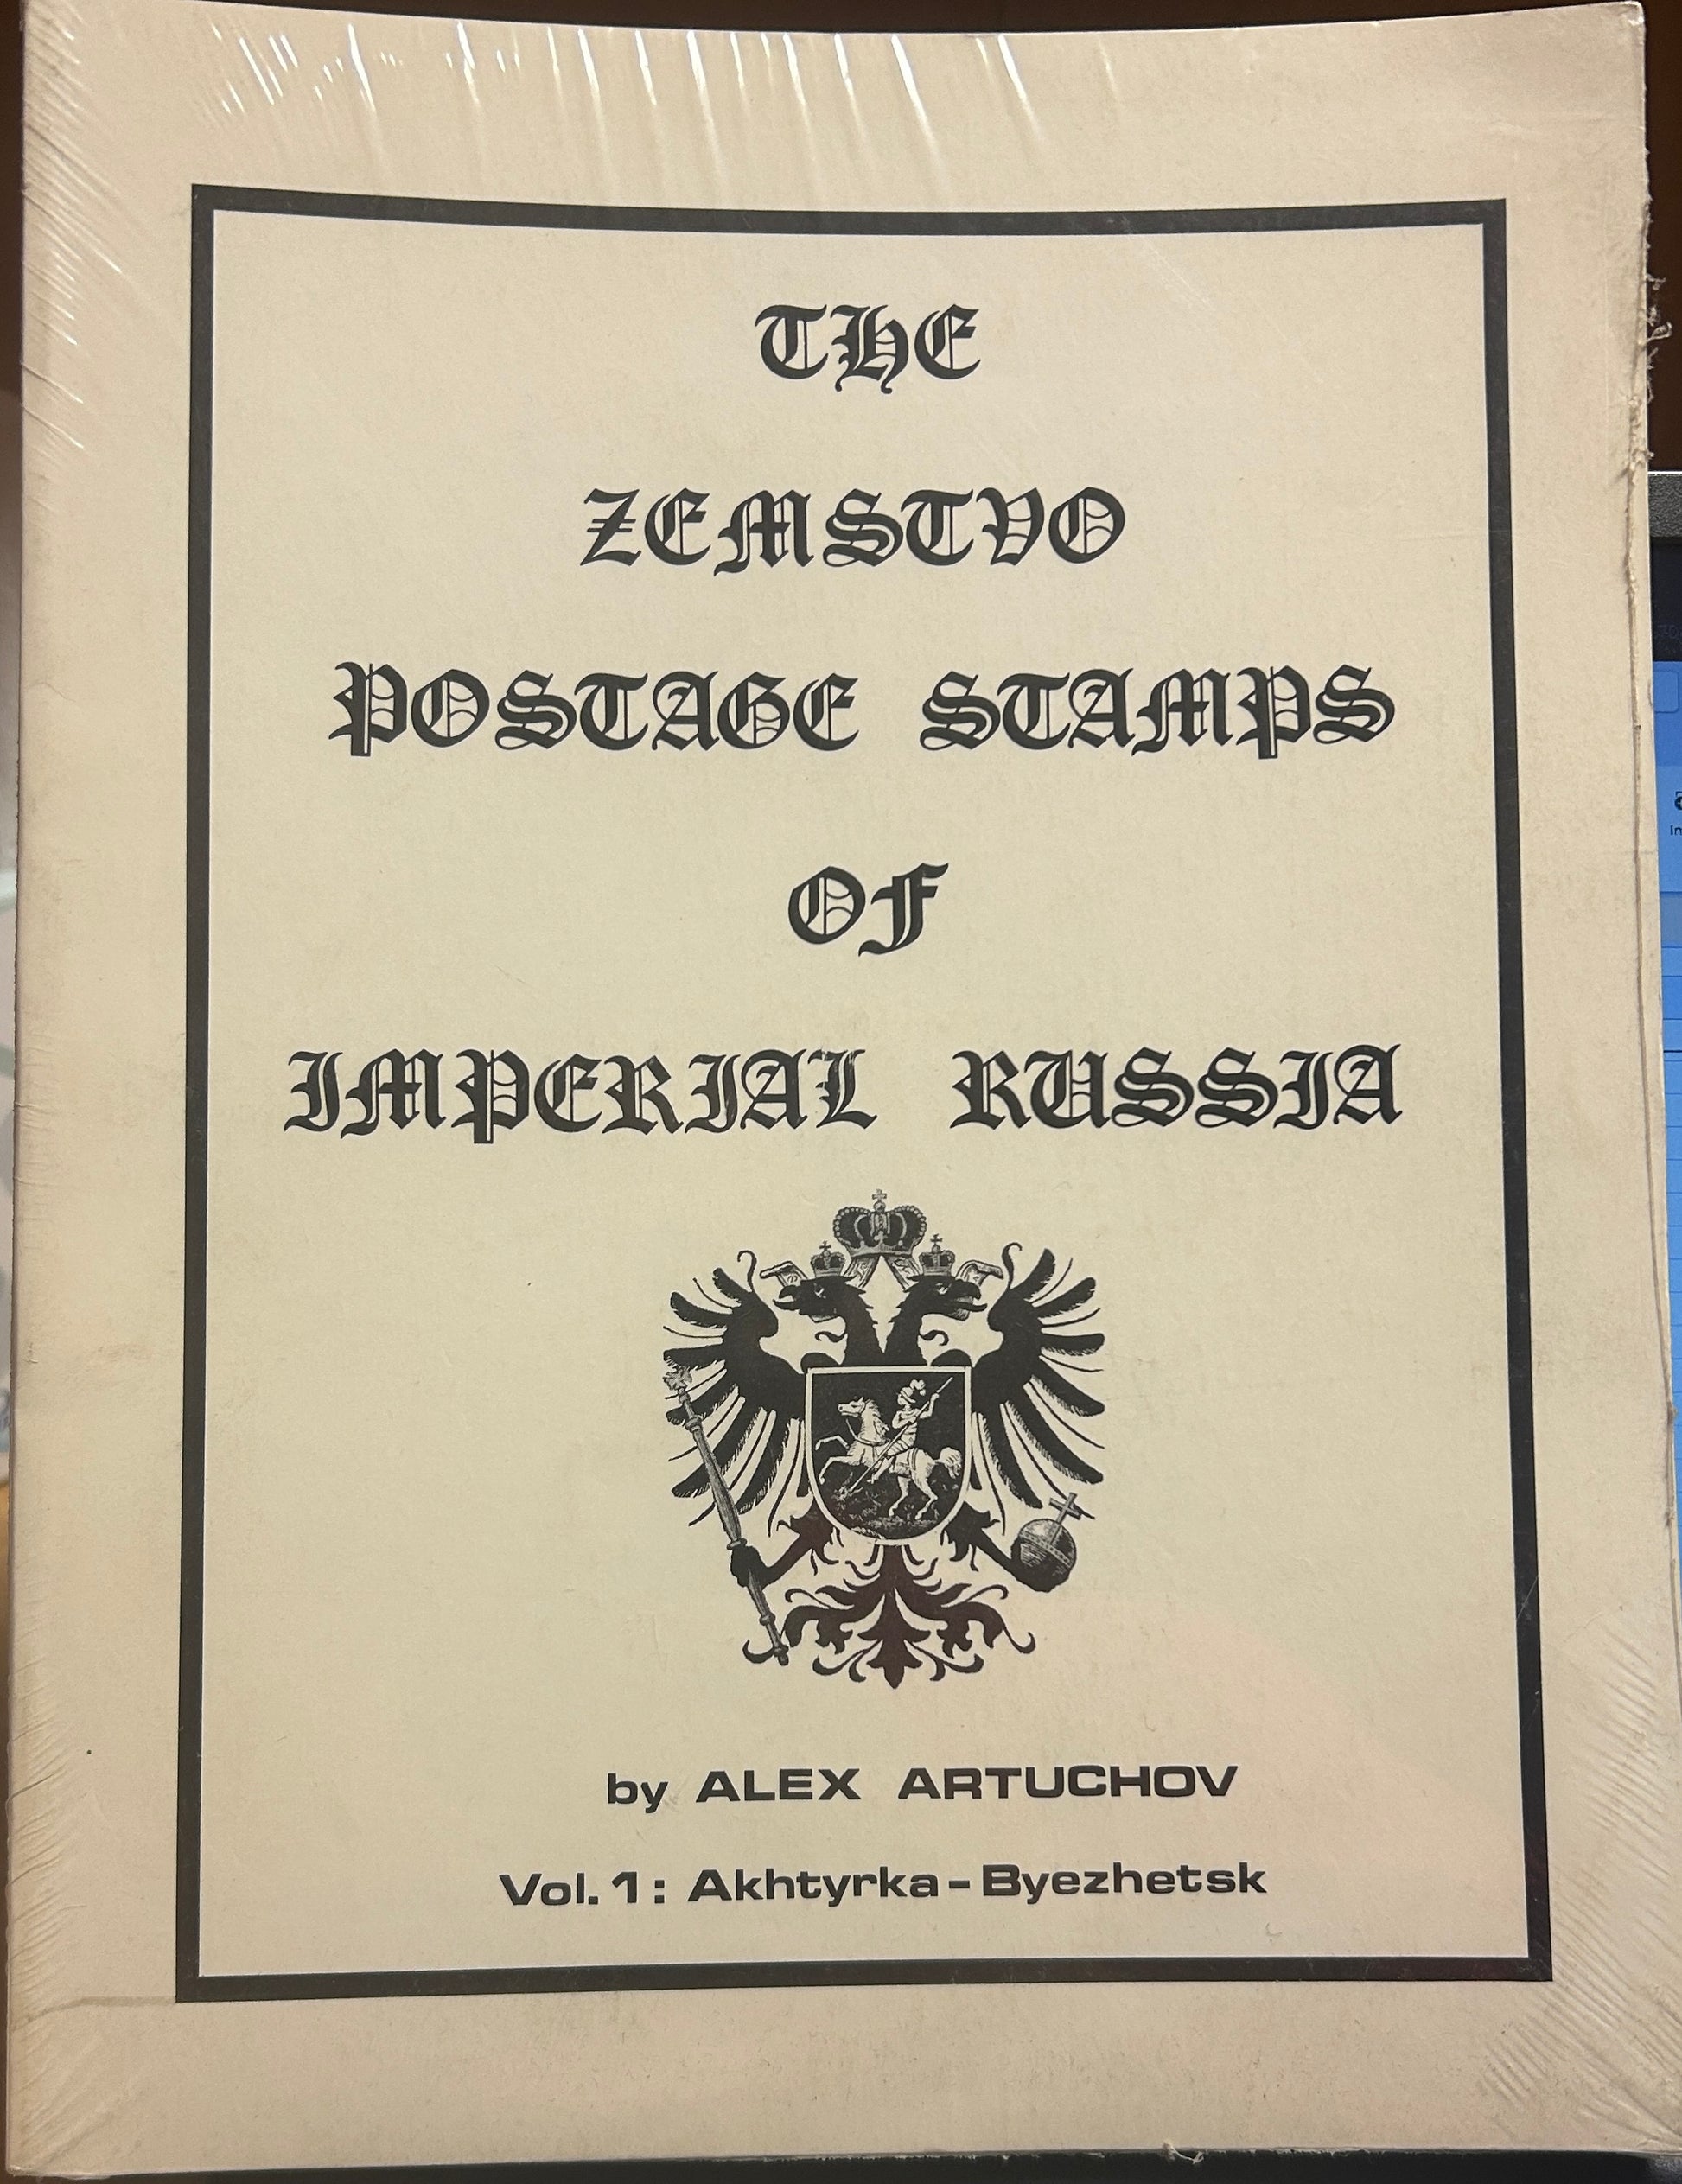 THE
ZEMSTVO
POSTAGE STAMPS
OF
IMPERIAL RUSSIA
by ALEX ARTUCHOV
Vol. 1: Akhtyrka-Byezhetsk